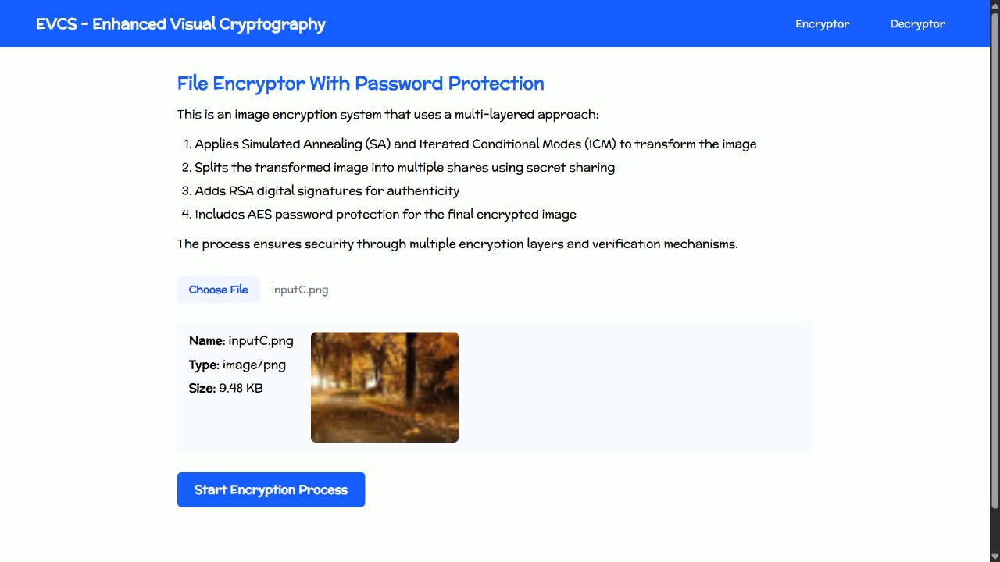 EVCS - Enhanced Visual Cryptography
Encryptor
Decryptor
File Encryptor With Password Protection
This is an image encryption system that uses a multi-layered approach:
1. Applies Simulated Annealing (SA) and Iterated Conditional Modes (ICM) to transform the image
2. Splits the transformed image into multiple shares using secret sharing
3. Adds RSA digital signatures for authenticity
4. Includes AES password protection for the final encrypted image
The process ensures security through multiple encryption layers and verification mechanisms.
Choose File inputC.png
Name: inputC.png
Type: image/png
Size: 9.48 KB
Start Encryption Process